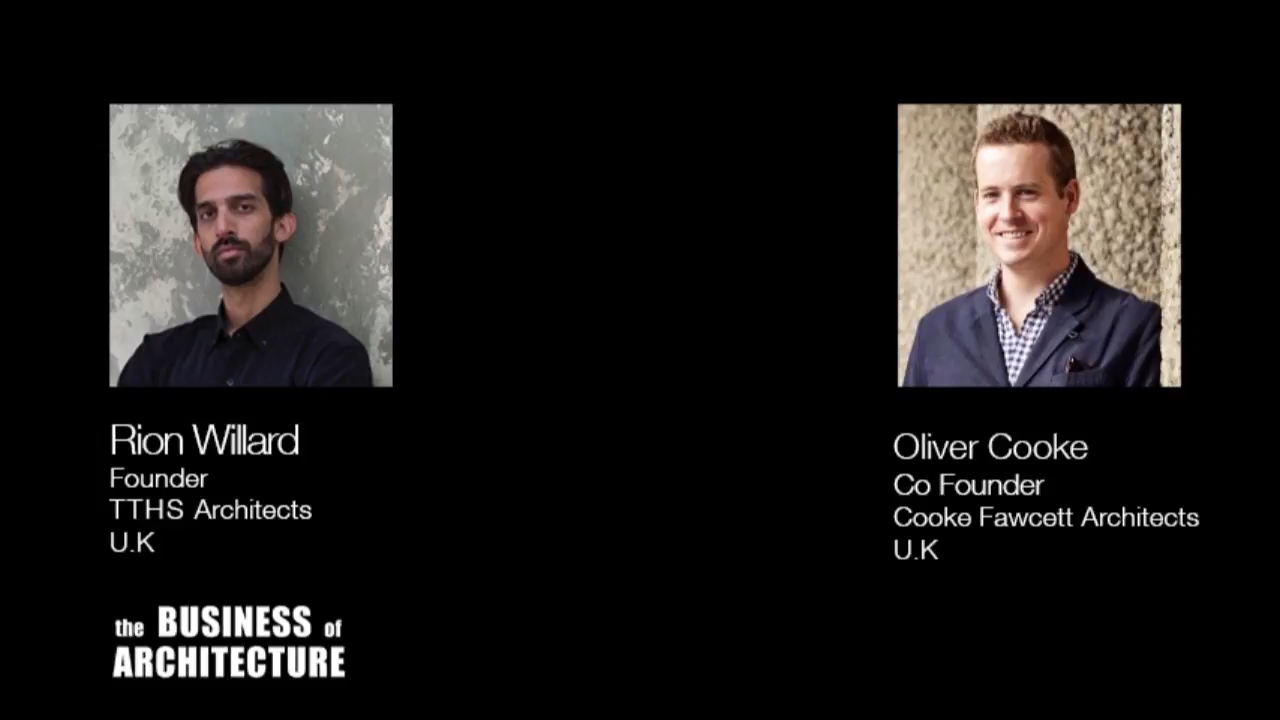 Rion Willard
Founder
TTHS Architects
U.K
Oliver Cooke
Co Founder
Cooke Fawcett Architects
U.K
the BUSINESS of
ARCHITECTURE